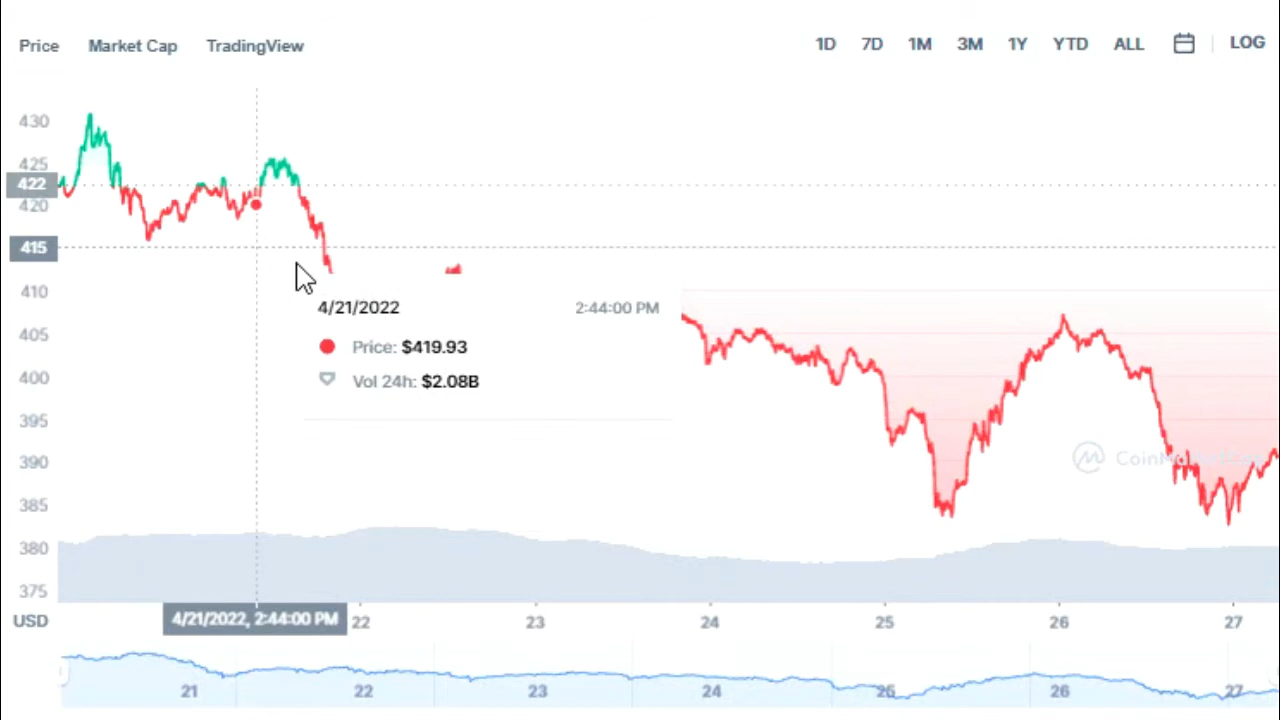 Price Market Cap TradingView 1D 7D 1M 3M 1Y YTD ALL LOG
430
425
422
420
415
410
405
400
395
390
385
380
375
4/21/2022 2:44:00 PM
Price: $419.93
Vol 24h: $2.08B
USD 4/21/2022, 2:44:00 PM 22 23 24 25 26 27
21 22 23 24 25 26 27